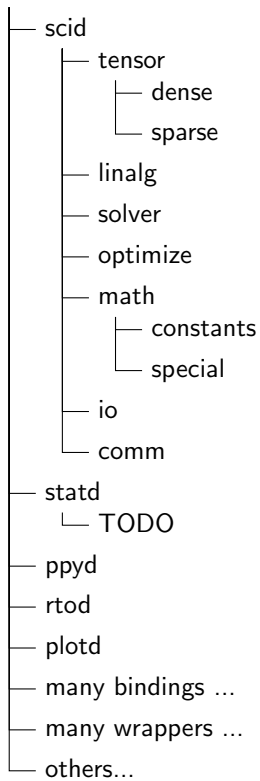 scid
tensor
dense
sparse
linalg
solver
optimize
math
constants
special
io
comm
statd
TODO
ppyd
rtod
plotd
many bindings ...
many wrappers ...
others...